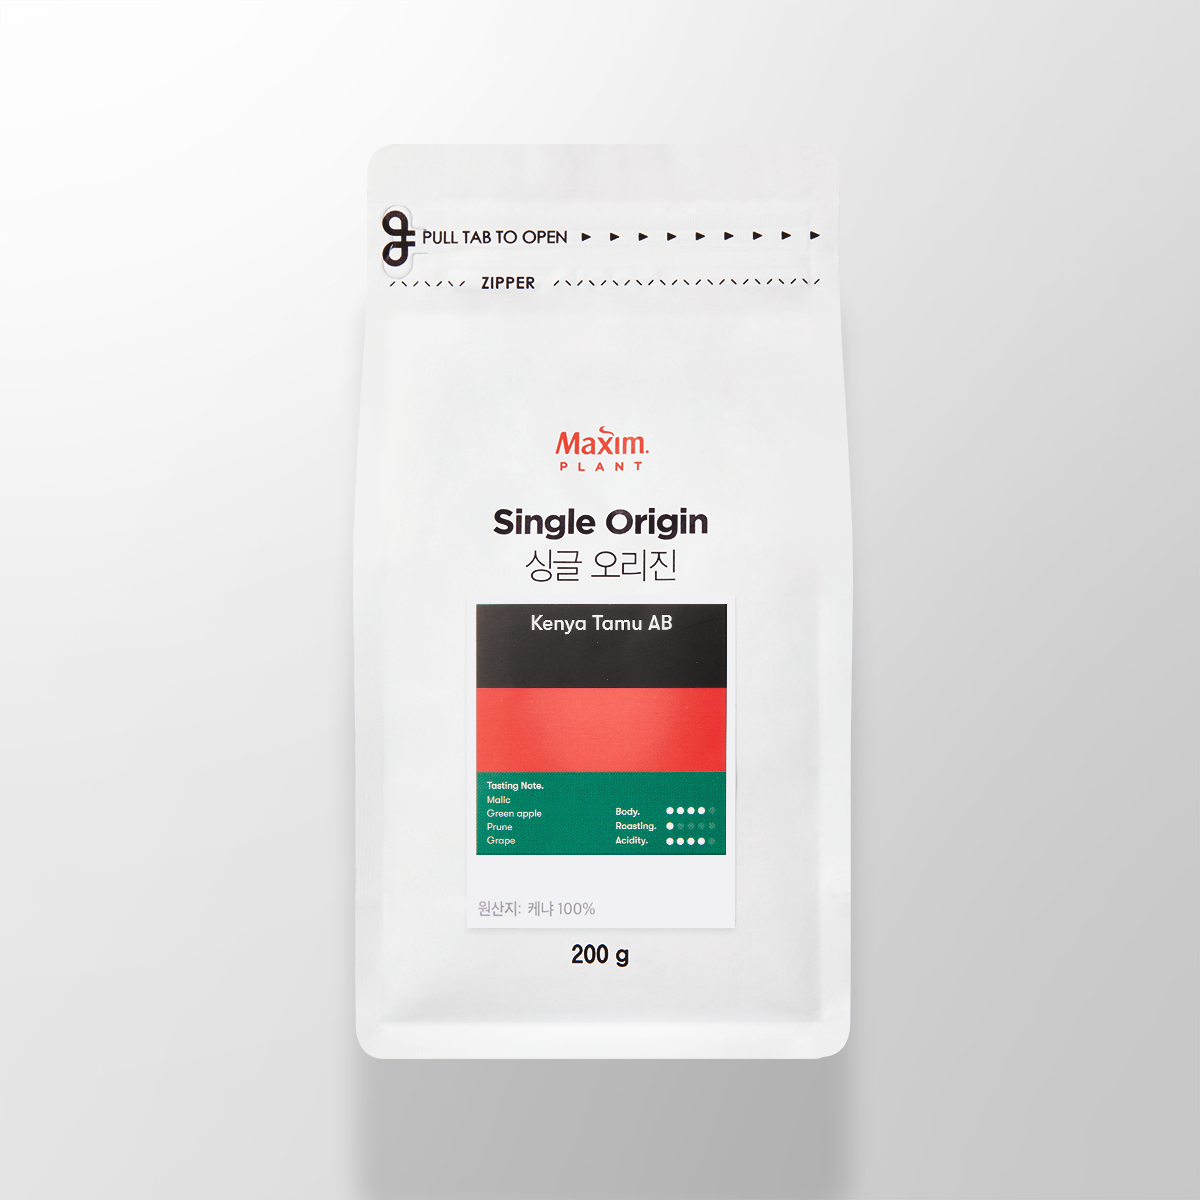 PULL TAB TO OPEN
ZIPPER
Maxim.
PLANT
Single Origin
싱글 오리진
Kenya Tamu AB
Tasting Note.
Malic
Green apple
Prune
Grape
Body.
Roasting.
Acidity.
원산지: 케냐 100%
200 g